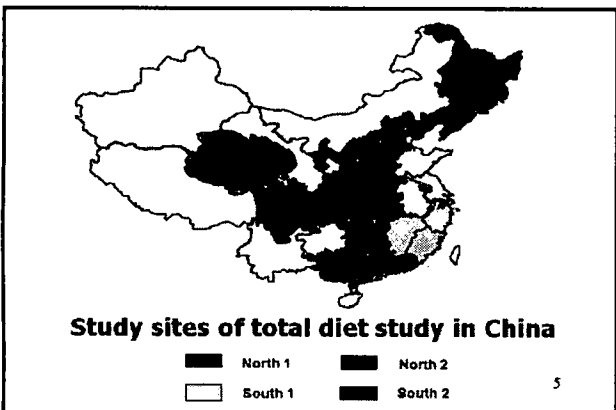 Study sites of total diet study in China
North 1 North 2
South 1 South 2
5